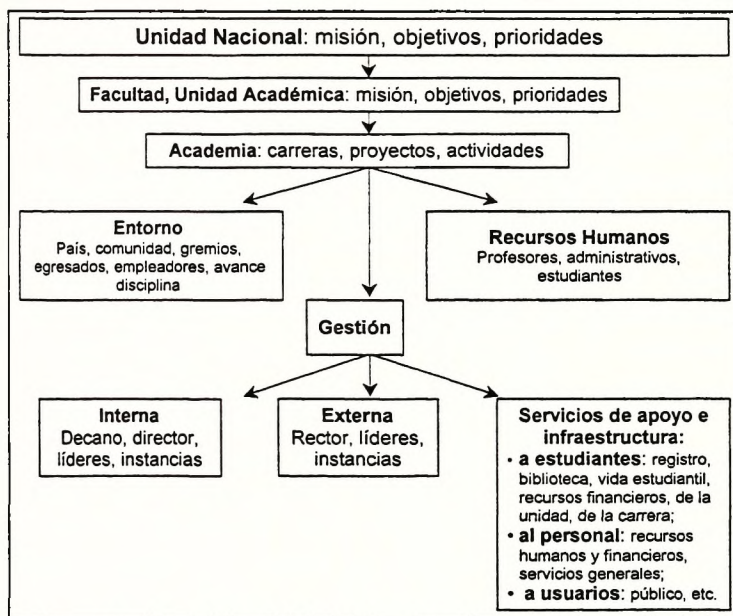 Unidad Nacional: misión, objetivos, prioridades
Facultad, Unidad Académica: misión, objetivos, prioridades
Academia: carreras, proyectos, actividades
Entorno
País, comunidad, gremios,
egresados, empleadores, avance
disciplina
Recursos Humanos
Profesores, administrativos,
estudiantes
Gestión
Interna
Decano, director,
líderes, instancias
Externa
Rector, líderes,
instancias
Servicios de apoyo e
infraestructura:
• a estudiantes: registro,
biblioteca, vida estudiantil,
recursos financieros, de la
unidad, de la carrera;
• al personal: recursos
humanos y financieros,
servicios generales;
• a usuarios: público, etc.